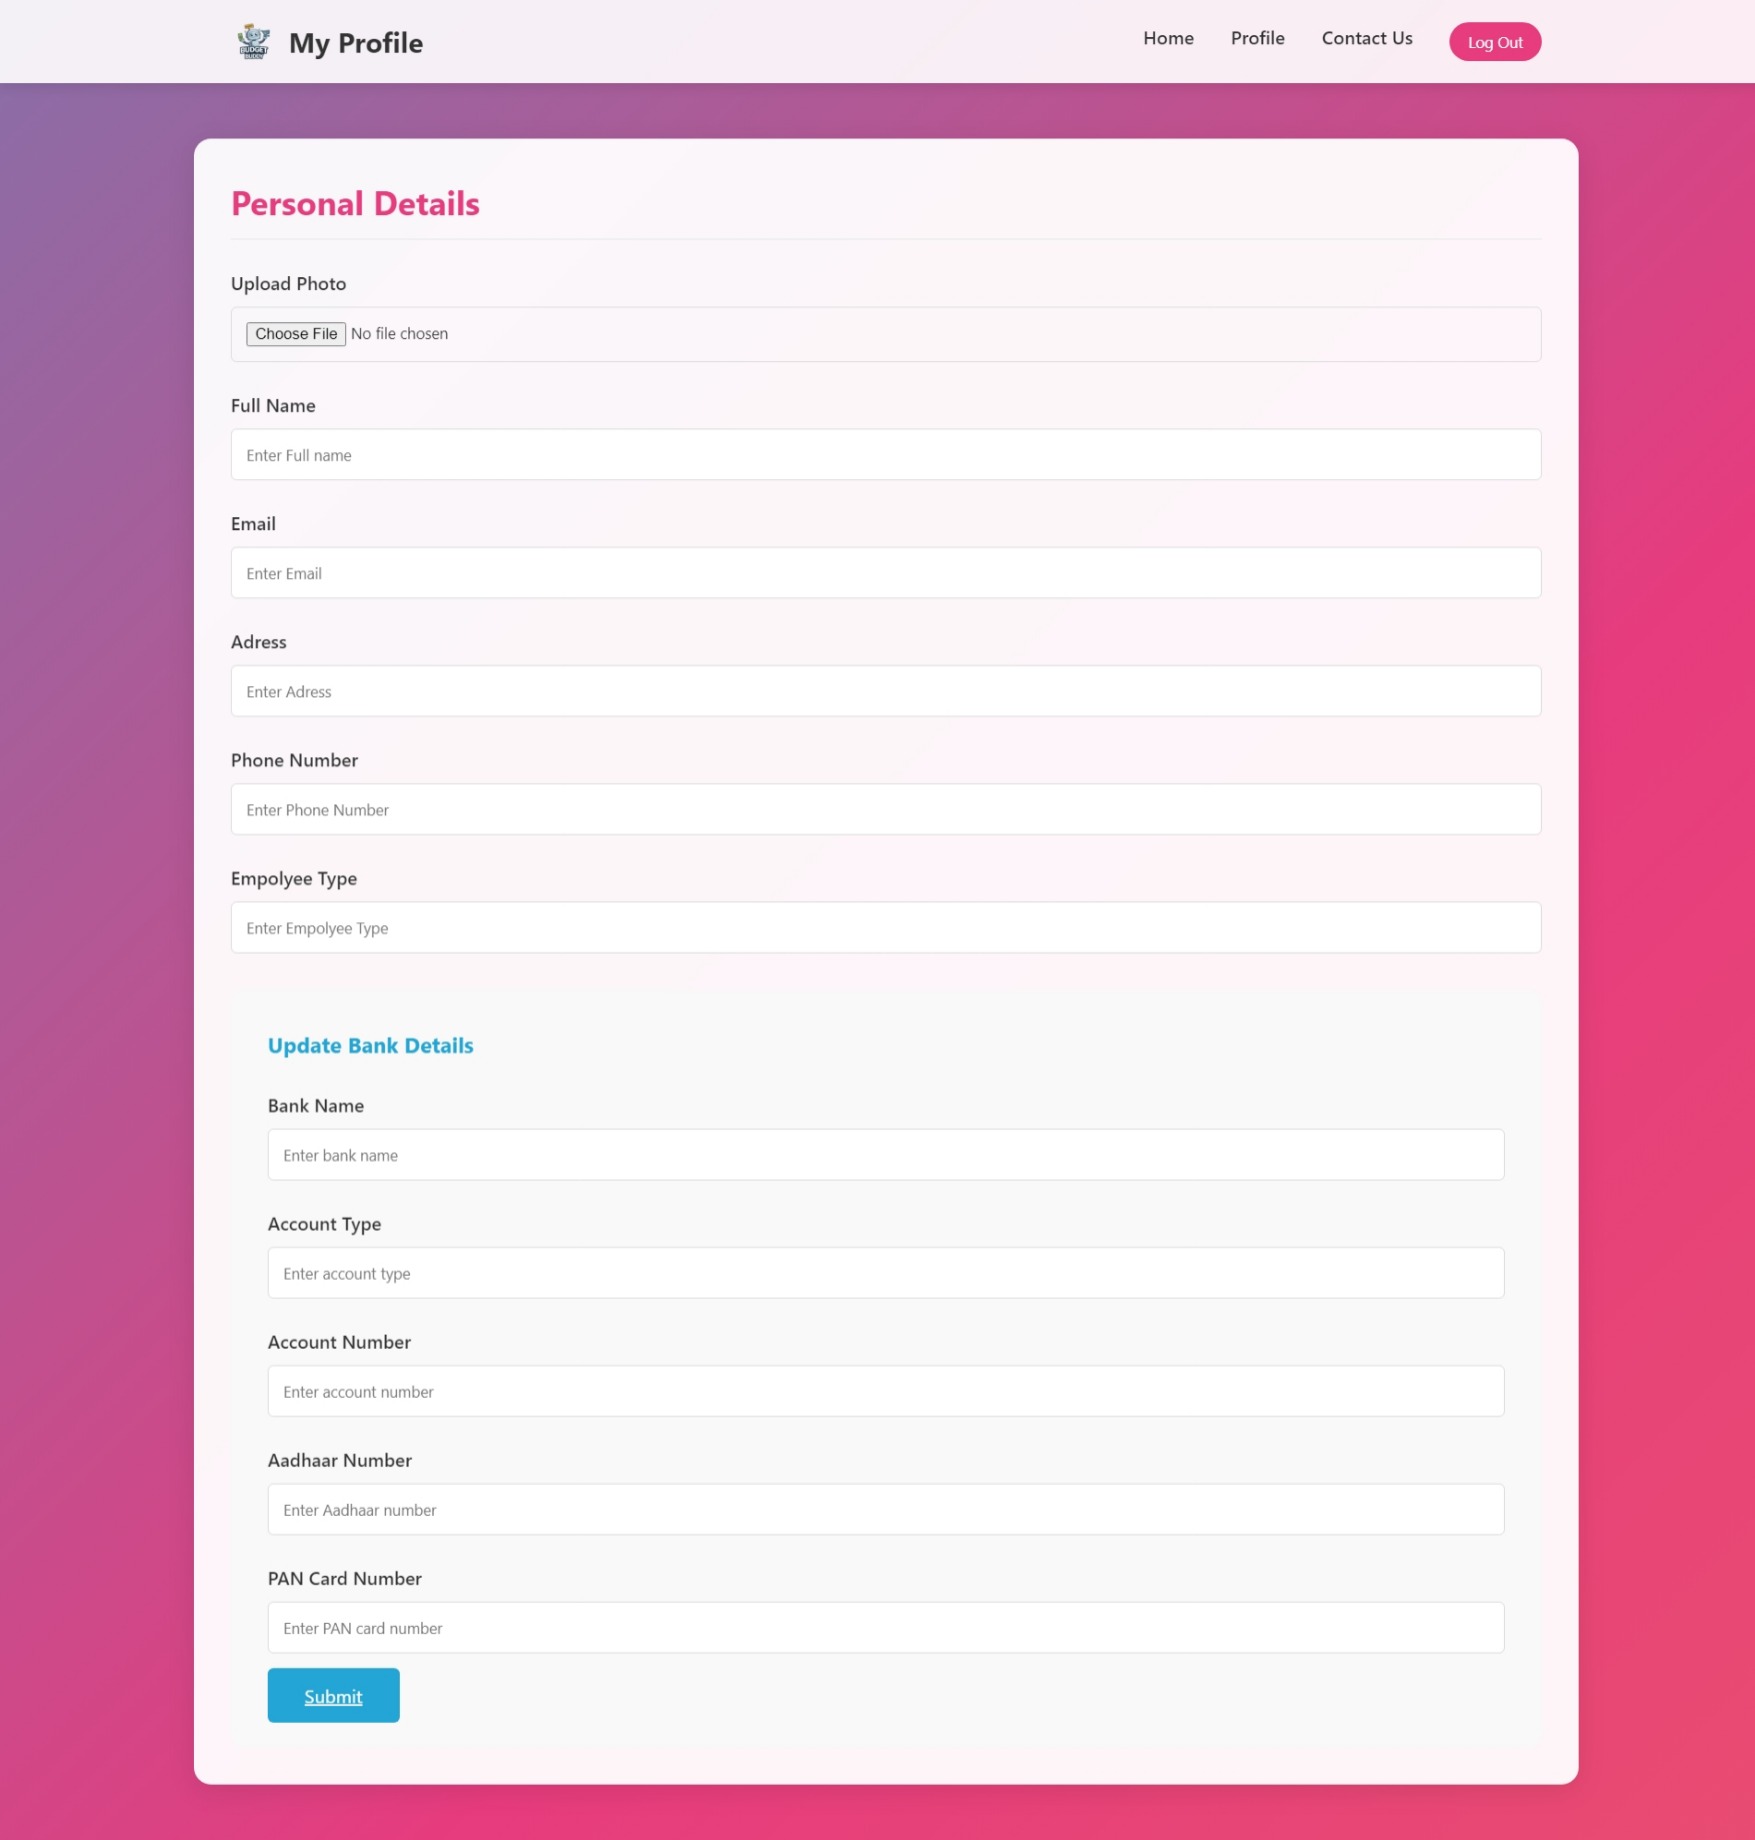 BUDGET
BUDDY
My Profile
Home
Profile
Contact Us
Log Out
Personal Details
Upload Photo
Choose File No file chosen
Full Name
Enter Full name
Email
Enter Email
Adress
Enter Adress
Phone Number
Enter Phone Number
Empolyee Type
Enter Empolyee Type
Update Bank Details
Bank Name
Enter bank name
Account Type
Enter account type
Account Number
Enter account number
Aadhaar Number
Enter Aadhaar number
PAN Card Number
Enter PAN card number
Submit